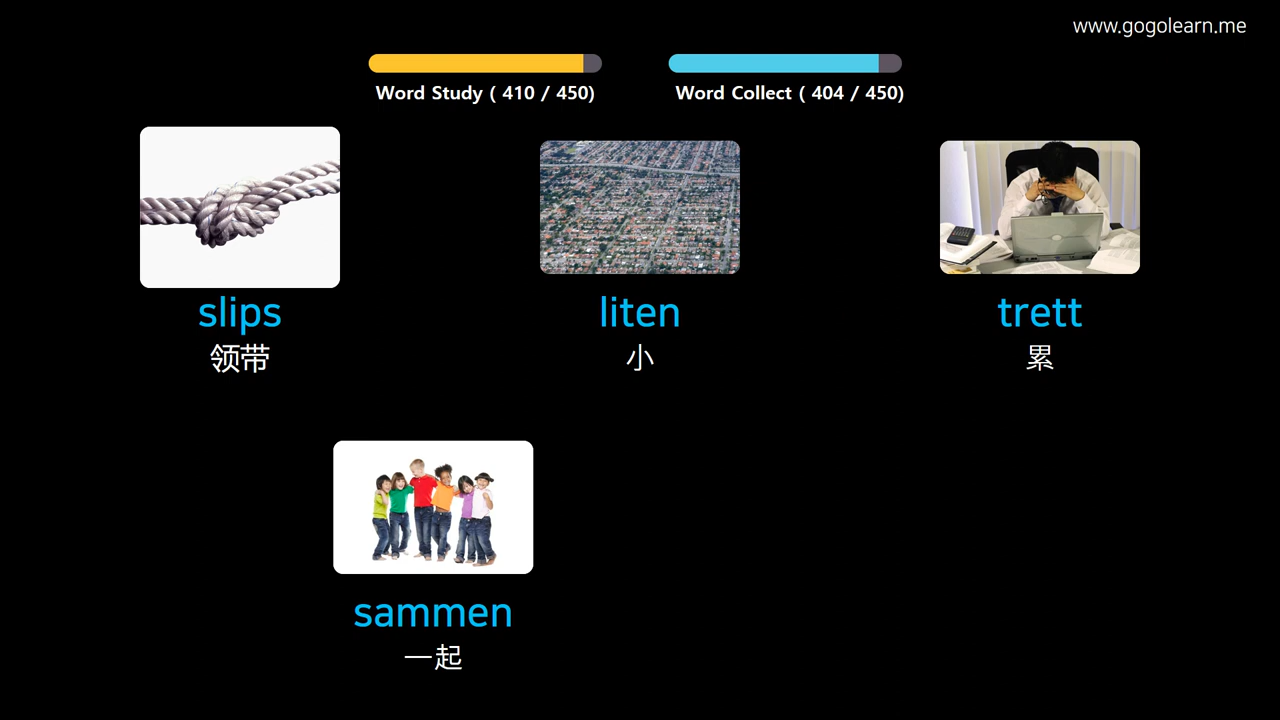 www.gogolearn.me
Word Study ( 410 / 450)
Word Collect ( 404 / 450)
slips
领带
liten
小
trett
累
sammen
一起